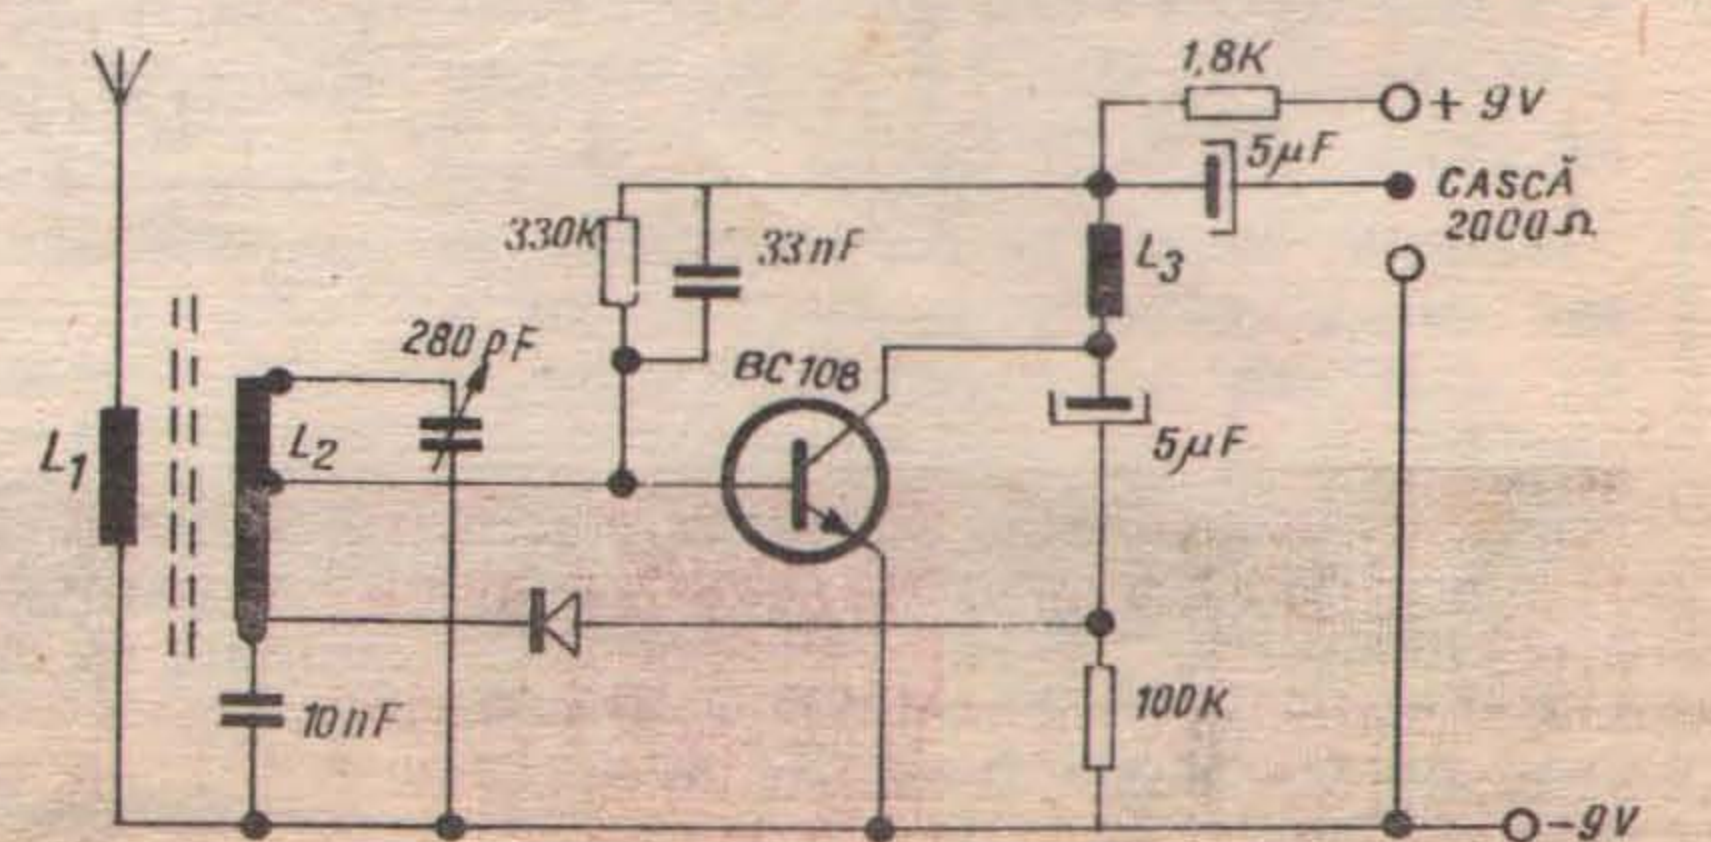 1,8K
+ 9V
5µF
CASCĂ
2000Ω
330K
33nF
L3
280pF
BC108
L1
L2
5µF
10nF
100K
-9V